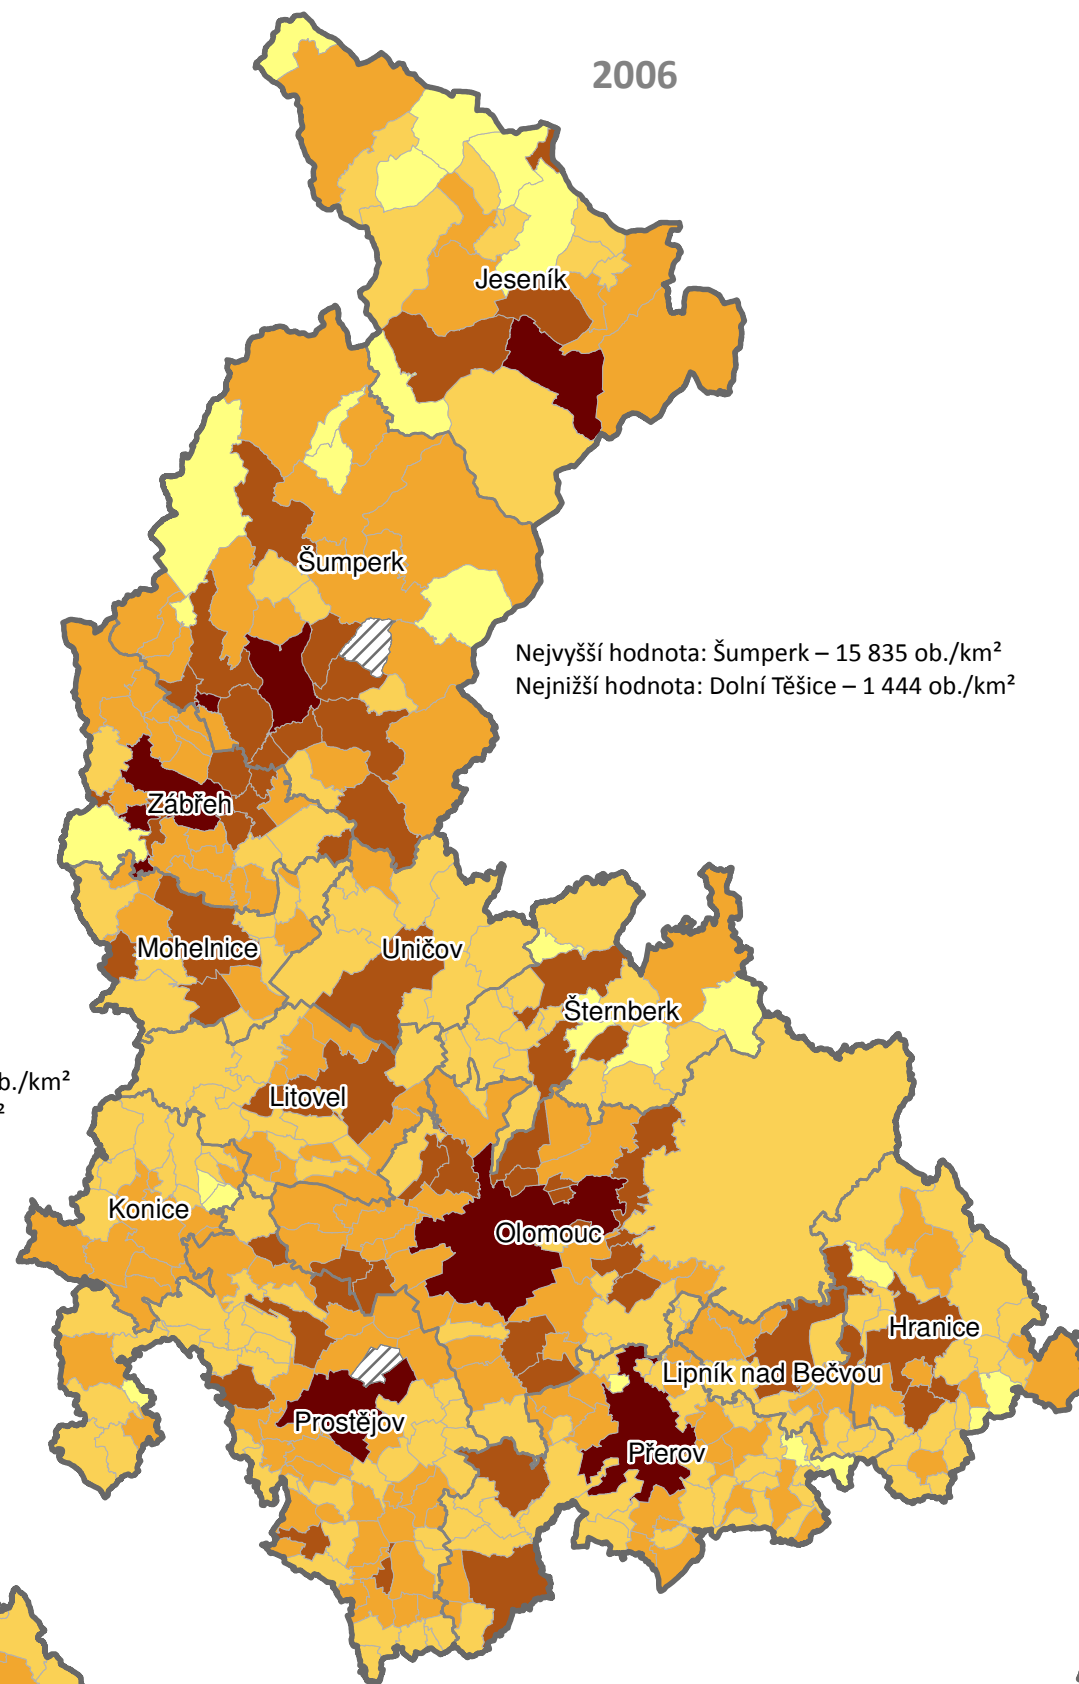 2006
Jeseník
Šumperk
Nejvyšší hodnota: Šumperk – 15 835 ob./km²
Nejnižší hodnota: Dolní Těšice – 1 444 ob./km²
Zábřeh
Mohelnice
Uničov
Šternberk
ob./km²
Litovel
Konice
Olomouc
Hranice
Lipník nad Bečvou
Prostějov
Přerov